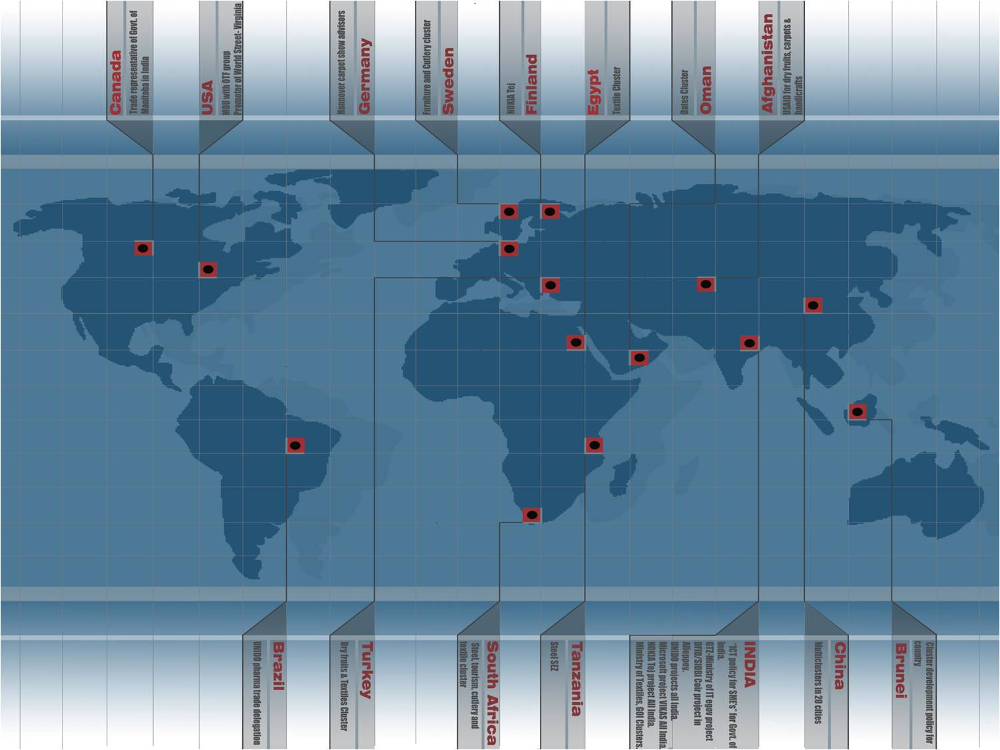 Canada
Trade representative of Govt. of
Manitoba in India
USA
MOU with OTF group
Promoter of World Street- Virginia
Hannover carpet show advisors
Germany
Furniture and Cutlery cluster
Sweden
NOKIA Tej
Finland
Egypt
Textile Cluster
Dates Cluster
Oman
Afghanistan
USAID for dry fruits, carpets &
handicrafts
Brazil
UNIDO pharma trade delegation
Turkey
Dry fruits & Textiles Cluster
South Africa
Steel, tourism, cutlery and
textile cluster
Tanzania
Steel SEZ
INDIA
"ICT policy for SME's" for Govt. of
India.
GTZ-Ministry of IT egov project
DFID/SIDBI Coir project in
Alleppey.
UNIDO projects all India.
Microsoft project VIKAS All India.
NOKIA Tej project All India.
Ministry of Textiles, GOI Clusters.
China
Multiclusters in 20 cities
Cluster development policy for
country
Brunei